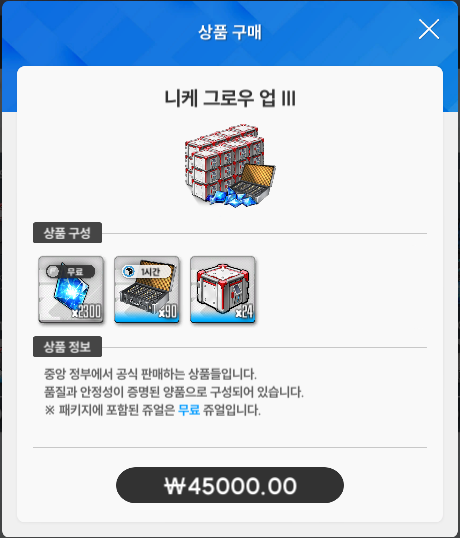 상품 구매
니케 그로우 업 III
상품 구성
무료
x2300
1시간
x90
x24
상품 정보
중앙 정부에서 공식 판매하는 상품들입니다.
품질과 안정성이 증명된 양품으로 구성되어 있습니다.
※ 패키지에 포함된 쥬얼은 무료 쥬얼입니다.
₩45000.00